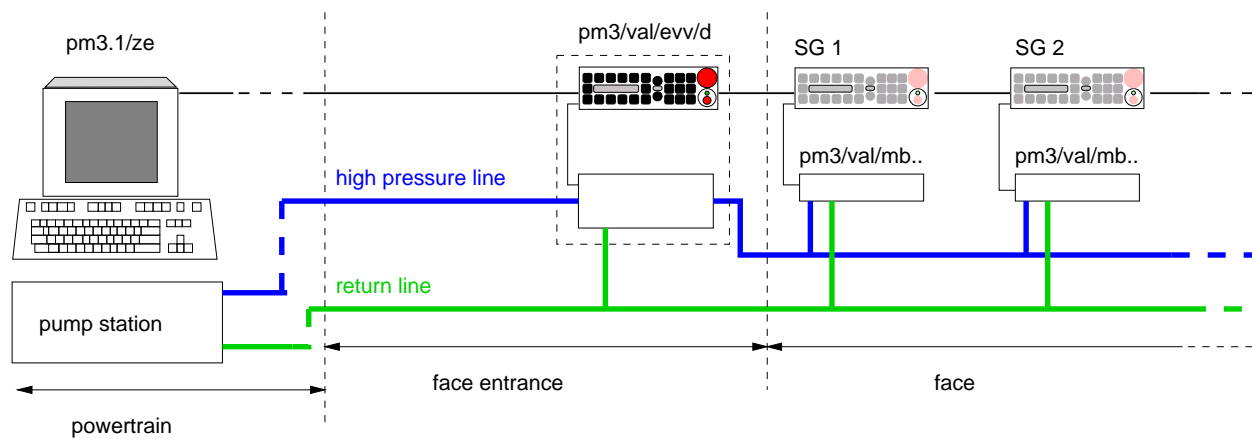 pm3.1/ze
pm3/val/evv/d
SG 1
SG 2
pm3/val/mb..
pm3/val/mb..
high pressure line
return line
pump station
face entrance
face
powertrain